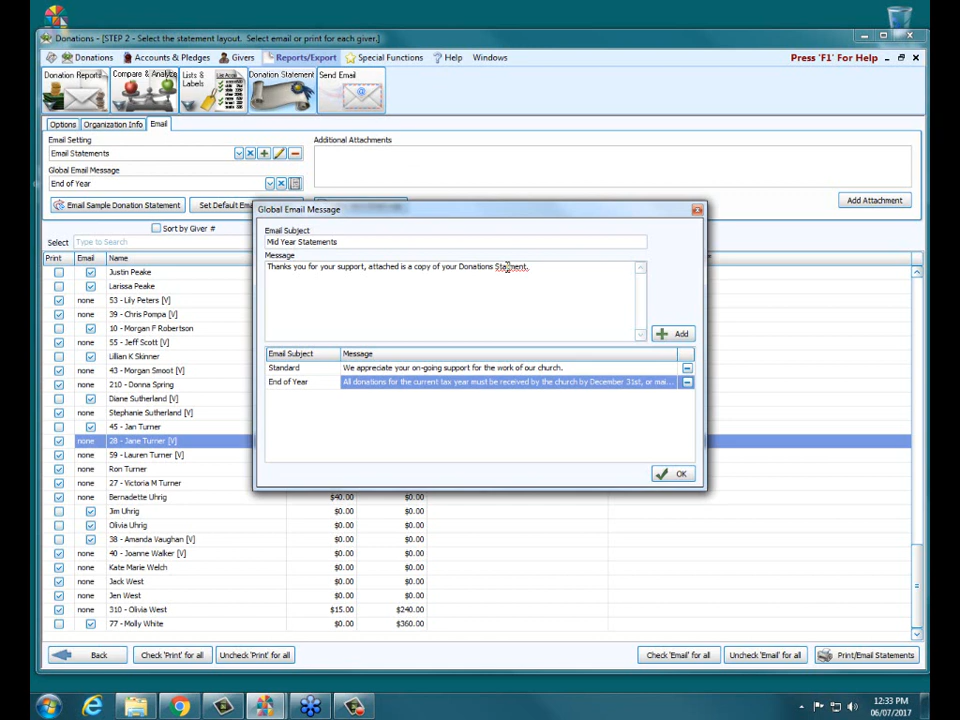 Donations - [STEP 2 - Select the statement layout. Select email or print for each giver.]
Donations Accounts & Pledges Givers Reports/Export Special Functions Help Windows Press 'F1' For Help
Donation Reports Compare & Analyze Lists & Labels Donation Statement Send Email
Options Organization Info Email
Email Setting Additional Attachments
Email Statements
Global Email Message
End of Year
Email Sample Donation Statement Set Default Add Attachment
Global Email Message
Email Subject
Mid Year Statements
Message
Thanks you for your support, attached is a copy of your Donations
Add
Email Subject Message
Standard We appreciate your on-going support for the work of our church.
End of Year All donations for the current tax year must be received by the church by December 31st, or mai...
OK
Sort by Giver #
Select Type to Search
Print Email Name
Justin Peake
Larissa Peake
none 53 - Lily Peters [V]
none 39 - Chris Pompa [V]
10 - Morgan F Robertson
none 55 - Jeff Scott [V]
Lillian K Skinner
none 43 - Morgan Smoot [V]
none 210 - Donna Spring
Diane Sutherland [V]
none Stephanie Sutherland [V]
45 - Jan Turner
none 28 - Jane Turner [V]
none 59 - Lauren Turner [V]
none Ron Turner
none 27 - Victoria M Turner
none Bernadette Uhrig $40.00 $0.00
Jim Uhrig $0.00 $0.00
Olivia Uhrig $0.00 $0.00
38 - Amanda Vaughan [V] $0.00 $0.00
none 40 - Joanne Walker [V] $0.00 $0.00
none Kate Marie Welch $0.00 $0.00
none Jack West $0.00 $0.00
none Jen West $0.00 $0.00
none 310 - Olivia West $15.00 $240.00
77 - Molly White $0.00 $360.00
Back Check 'Print' for all Uncheck 'Print' for all Check 'Email' for all Uncheck 'Email' for all Print/Email Statements
12:33 PM
06/07/2017